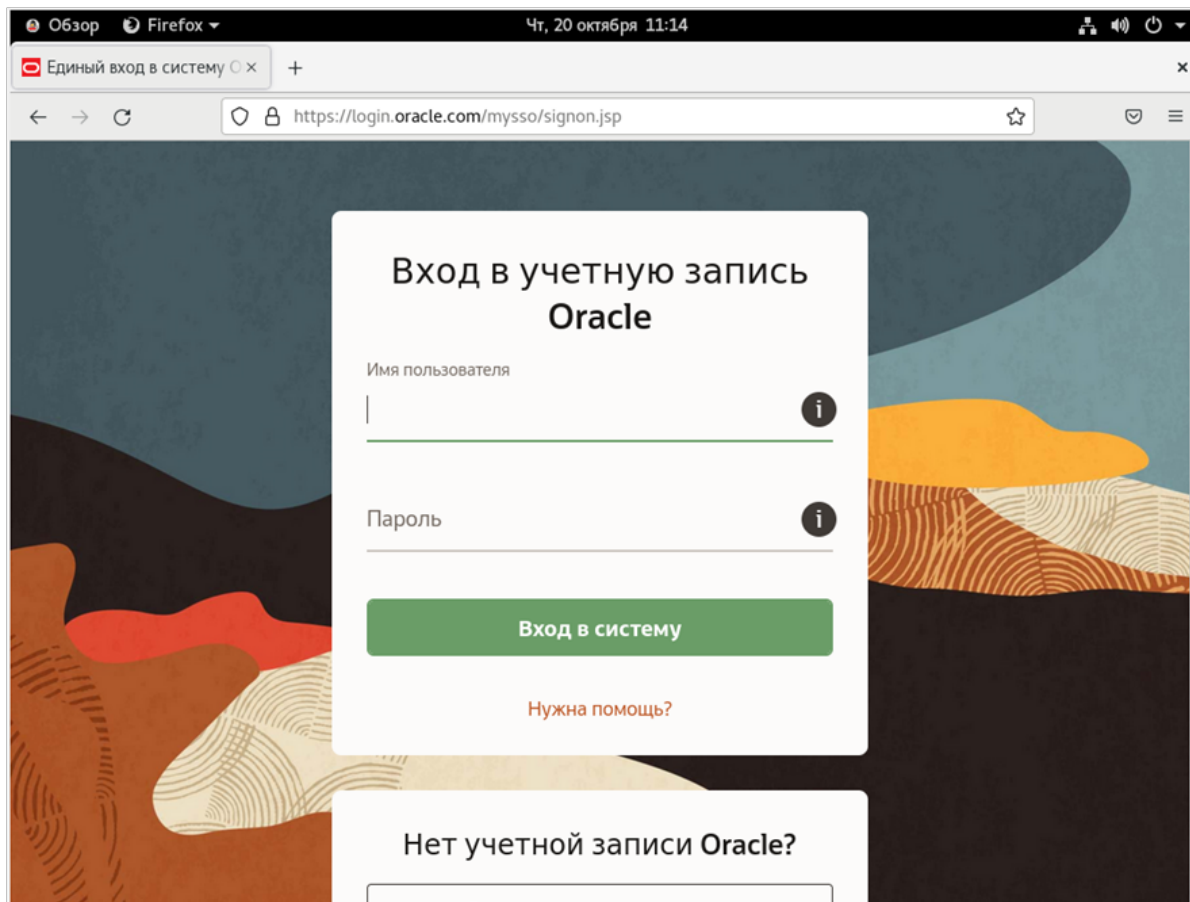 Обзор Firefox Чт, 20 октября 11:14
Единый вход в систему O
https://login.oracle.com/mysso/signon.jsp
Вход в учетную запись
Oracle
Имя пользователя
Пароль
Вход в систему
Нужна помощь?
Нет учетной записи Oracle?